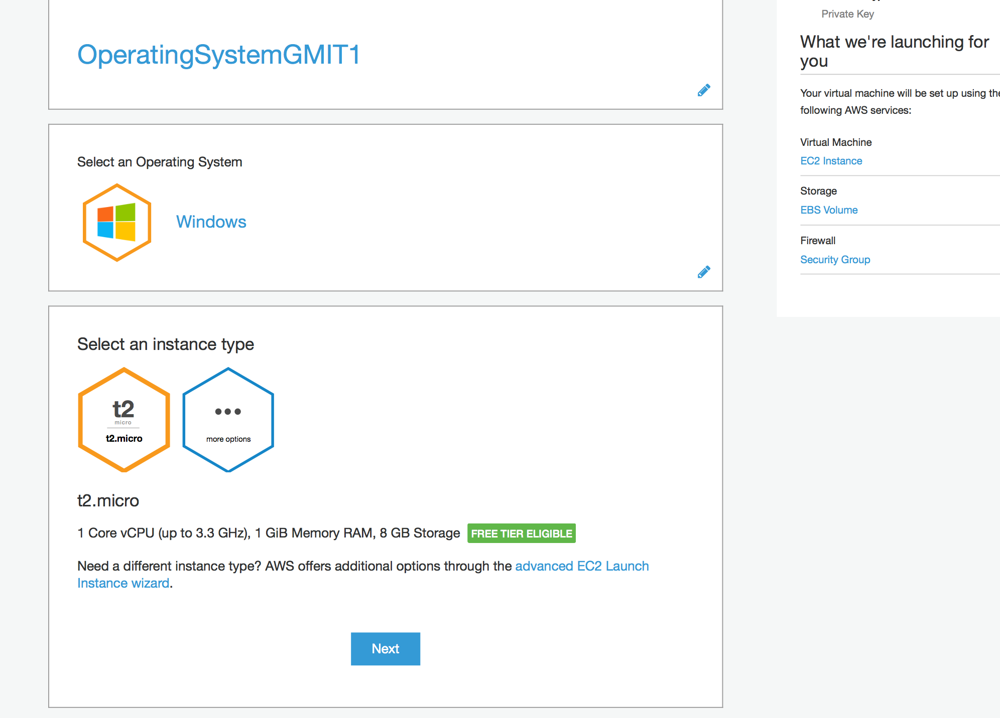 OperatingSystemGMIT1
Select an Operating System
Windows
Select an instance type
t2
micro
t2.micro
more options
t2.micro
1 Core vCPU (up to 3.3 GHz), 1 GiB Memory RAM, 8 GB Storage FREE TIER ELIGIBLE
Need a different instance type? AWS offers additional options through the advanced EC2 Launch
Instance wizard.
Next
Private Key
What we're launching for
you
Your virtual machine will be set up using the
following AWS services:
Virtual Machine
EC2 Instance
Storage
EBS Volume
Firewall
Security Group